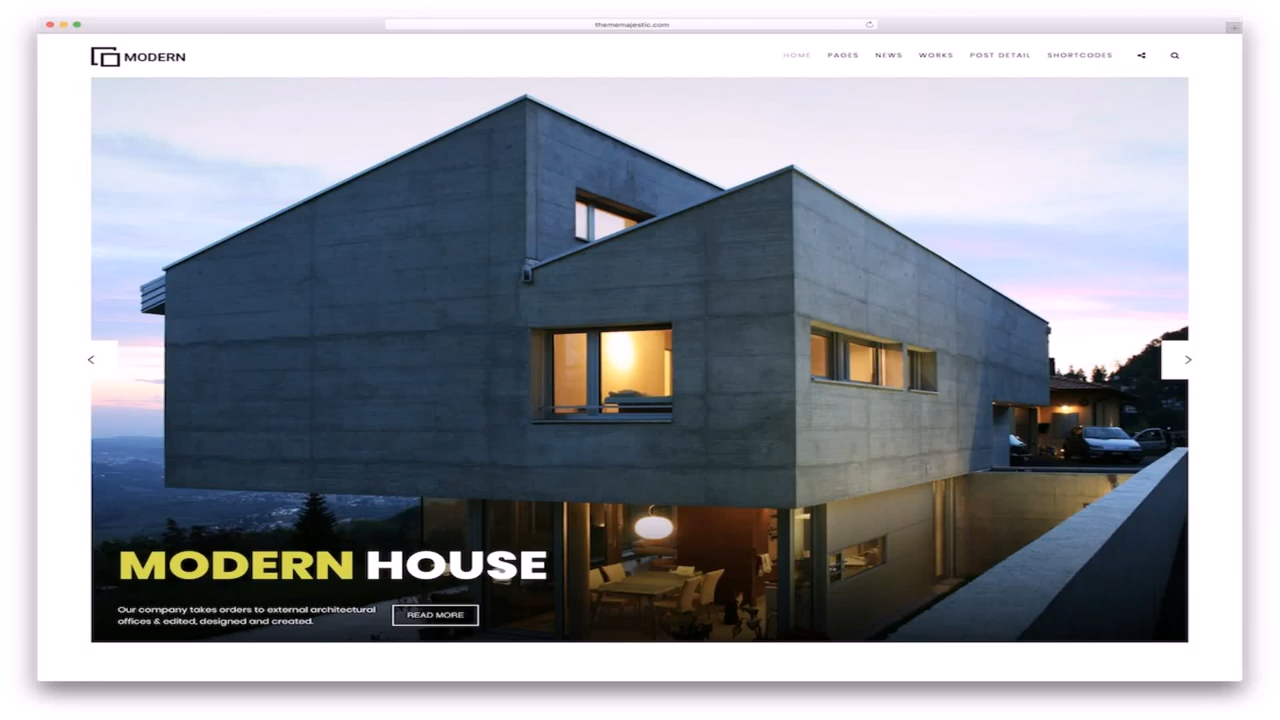 thememajestic.com
MODERN
HOME PAGES NEWS WORKS POST DETAIL SHORTCODES
MODERN HOUSE
Our company takes orders to external architectural
offices & edited, designed and created.
READ MORE